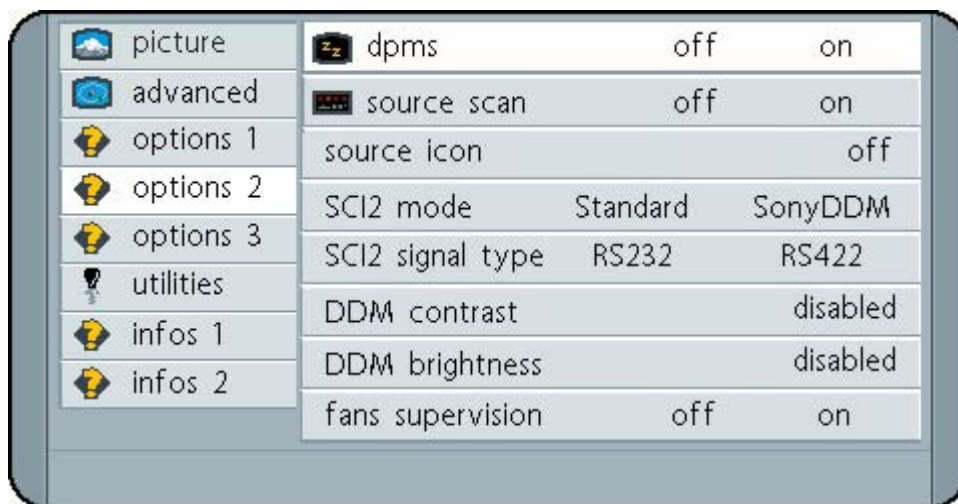 picture
advanced
options 1
options 2
options 3
utilities
infos 1
infos 2
zz dpms off on
source scan off on
source icon off
SCI2 mode Standard SonyDDM
SCI2 signal type RS232 RS422
DDM contrast disabled
DDM brightness disabled
fans supervision off on